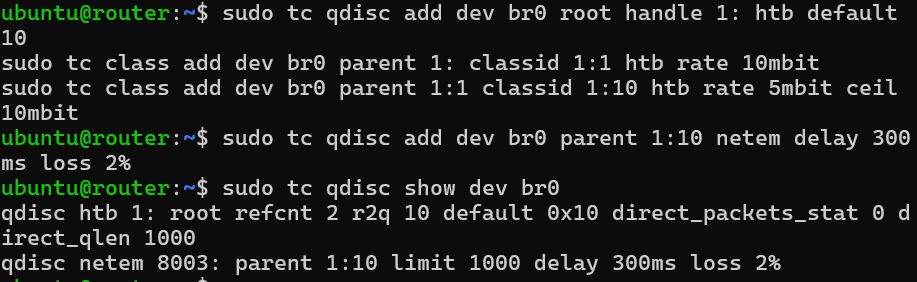 ubuntu@router:~$ sudo tc qdisc add dev br0 root handle 1: htb default
10
sudo tc class add dev br0 parent 1: classid 1:1 htb rate 10mbit
sudo tc class add dev br0 parent 1:1 classid 1:10 htb rate 5mbit ceil
10mbit
ubuntu@router:~$ sudo tc qdisc add dev br0 parent 1:10 netem delay 300
ms loss 2%
ubuntu@router:~$ sudo tc qdisc show dev br0
qdisc htb 1: root refcnt 2 r2q 10 default 0x10 direct_packets_stat 0 d
irect_qlen 1000
qdisc netem 8003: parent 1:10 limit 1000 delay 300ms loss 2%